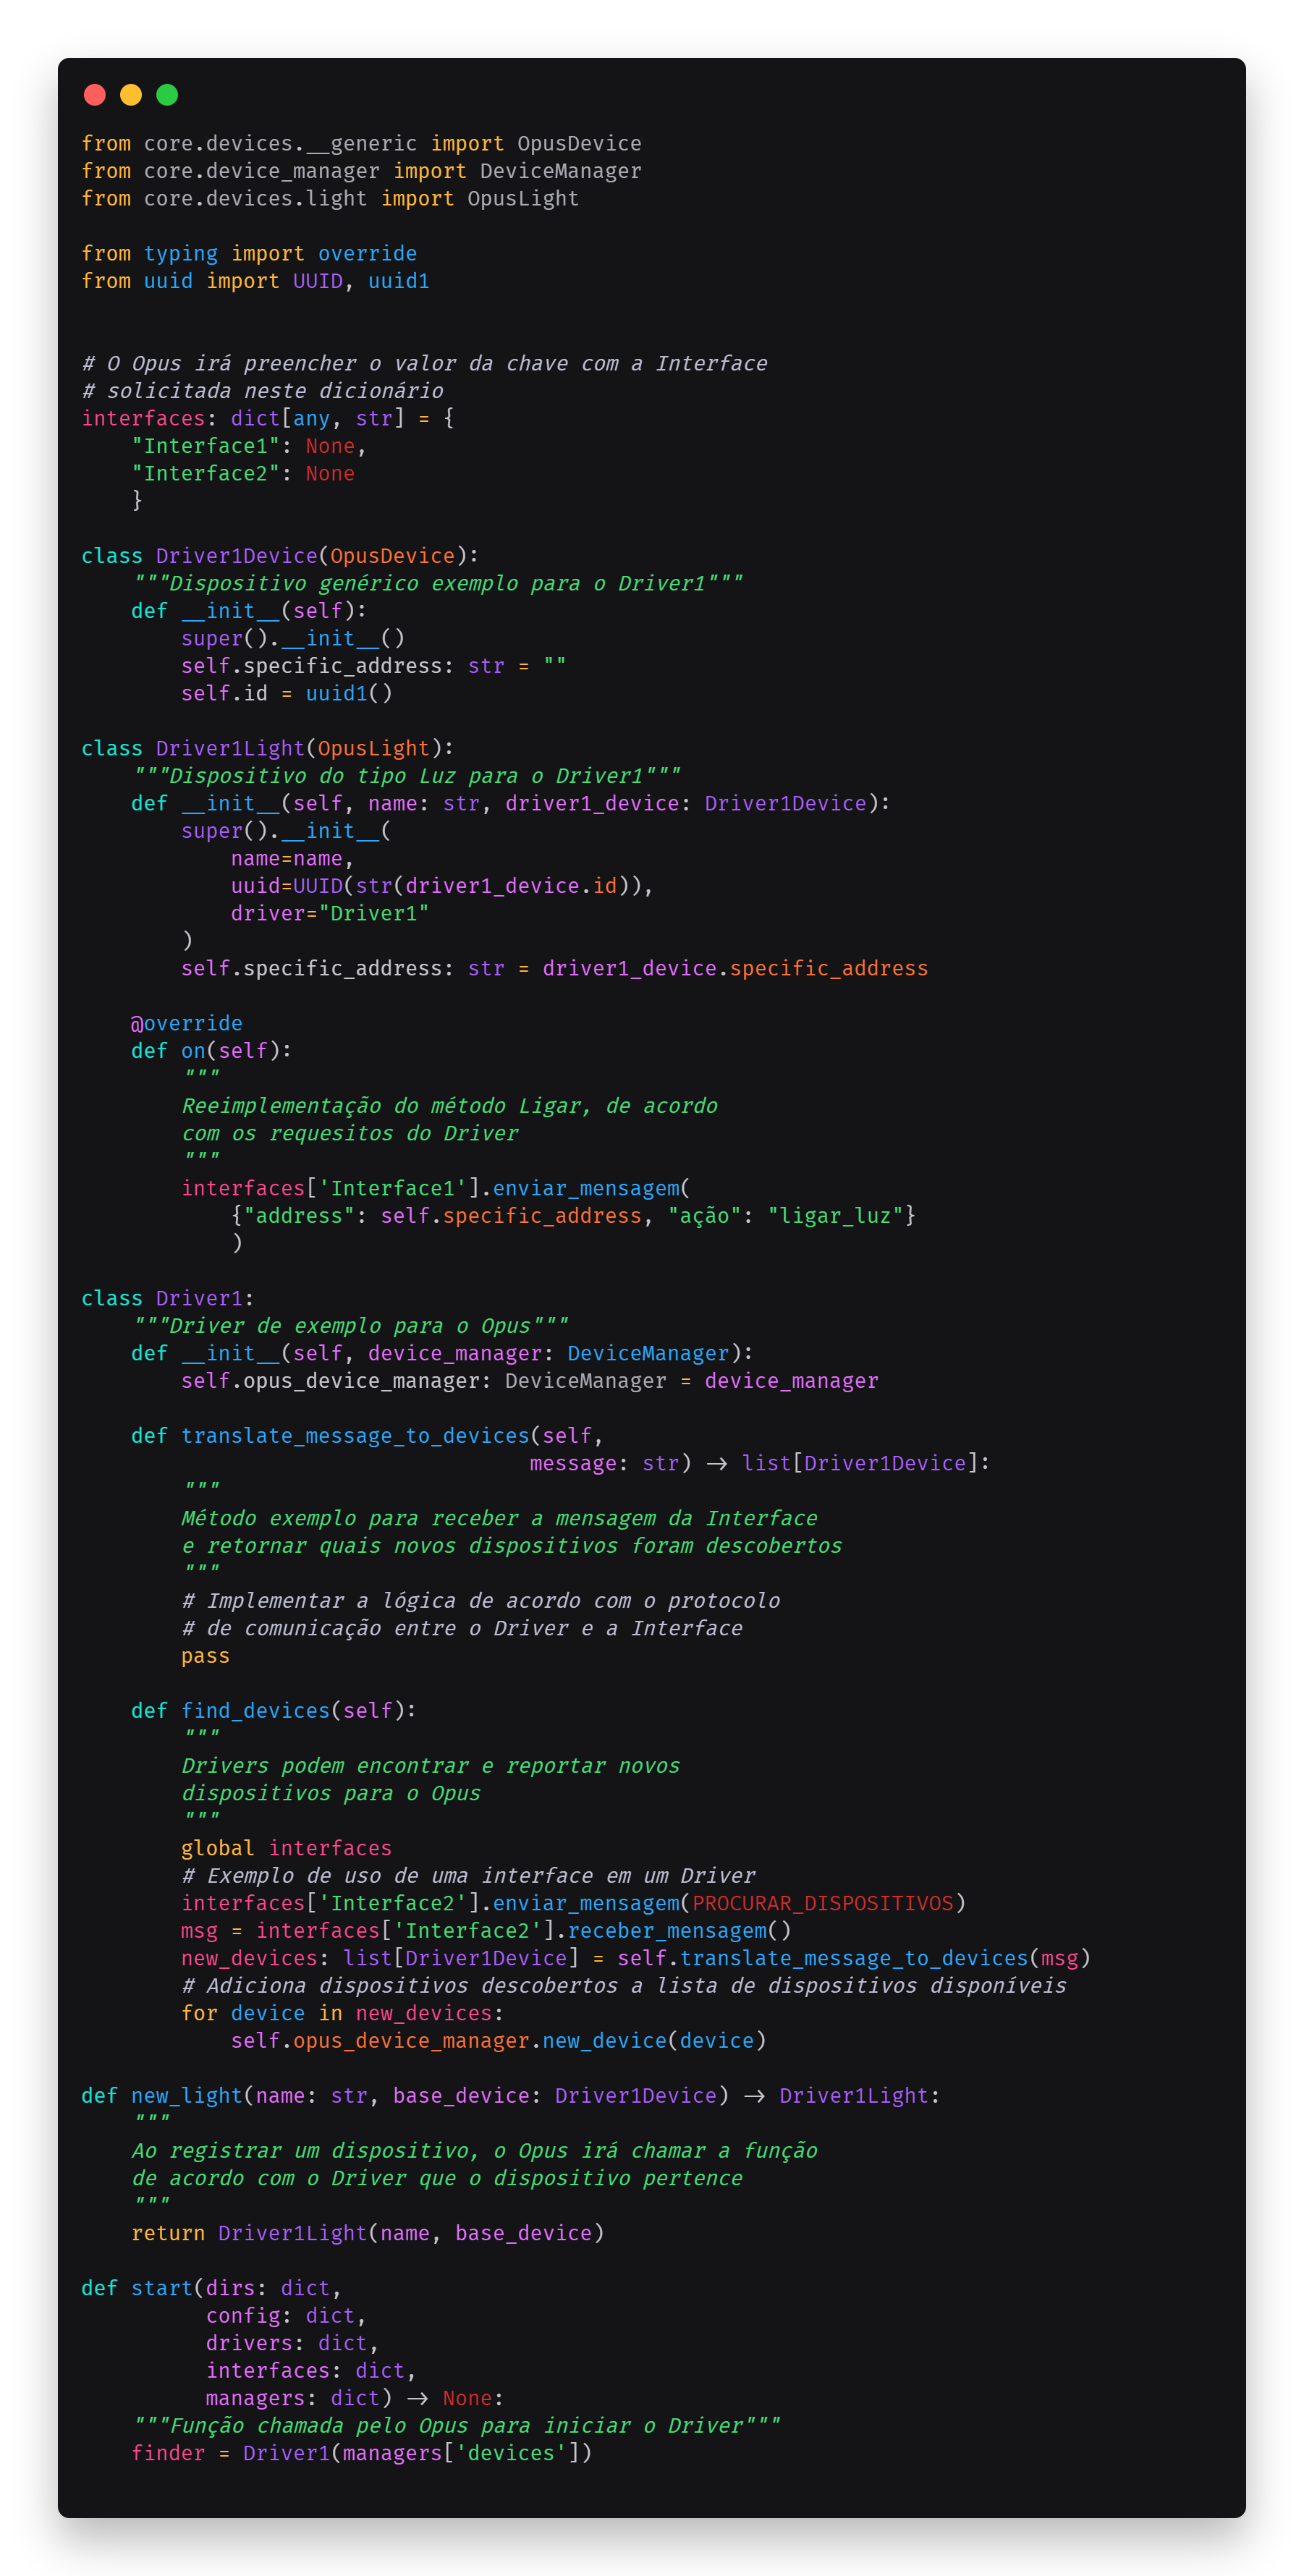 from core.devices.__generic import OpusDevice
from core.device_manager import DeviceManager
from core.devices.light import OpusLight

from typing import override
from uuid import UUID, uuid1


# O Opus irá preencher o valor da chave com a Interface
# solicitada neste dicionário
interfaces: dict[any, str] = {
    "Interface1": None,
    "Interface2": None
    }

class Driver1Device(OpusDevice):
    """Dispositivo genérico exemplo para o Driver1"""
    def __init__(self):
        super().__init__()
        self.specific_address: str = ""
        self.id = uuid1()

class Driver1Light(OpusLight):
    """Dispositivo do tipo Luz para o Driver1"""
    def __init__(self, name: str, driver1_device: Driver1Device):
        super().__init__(
            name=name,
            uuid=UUID(str(driver1_device.id)),
            driver="Driver1"
        )
        self.specific_address: str = driver1_device.specific_address

    @override
    def on(self):
        """
        Reeimplementação do método Ligar, de acordo
        com os requesitos do Driver
        """
        interfaces['Interface1'].enviar_mensagem(
            {"address": self.specific_address, "ação": "ligar_luz"}
            )

class Driver1:
    """Driver de exemplo para o Opus"""
    def __init__(self, device_manager: DeviceManager):
        self.opus_device_manager: DeviceManager = device_manager

    def translate_message_to_devices(self,
                                    message: str) -> list[Driver1Device]:
        """
        Método exemplo para receber a mensagem da Interface
        e retornar quais novos dispositivos foram descobertos
        """
        # Implementar a lógica de acordo com o protocolo
        # de comunicação entre o Driver e a Interface
        pass

    def find_devices(self):
        """
        Drivers podem encontrar e reportar novos
        dispositivos para o Opus
        """
        global interfaces
        # Exemplo de uso de uma interface em um Driver
        interfaces['Interface2'].enviar_mensagem(PROCURAR_DISPOSITIVOS)
        msg = interfaces['Interface2'].receber_mensagem()
        new_devices: list[Driver1Device] = self.translate_message_to_devices(msg)
        # Adiciona dispositivos descobertos a lista de dispositivos disponíveis
        for device in new_devices:
            self.opus_device_manager.new_device(device)

def new_light(name: str, base_device: Driver1Device) -> Driver1Light:
    """
    Ao registrar um dispositivo, o Opus irá chamar a função
    de acordo com o Driver que o dispositivo pertence
    """
    return Driver1Light(name, base_device)

def start(dirs: dict,
          config: dict,
          drivers: dict,
          interfaces: dict,
          managers: dict) -> None:
    """Função chamada pelo Opus para iniciar o Driver"""
    finder = Driver1(managers['devices'])